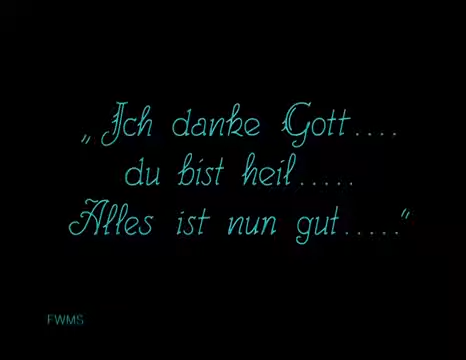 „Ich danke Gott....
du bist heil.....
Alles ist nun gut.....“
FWMS